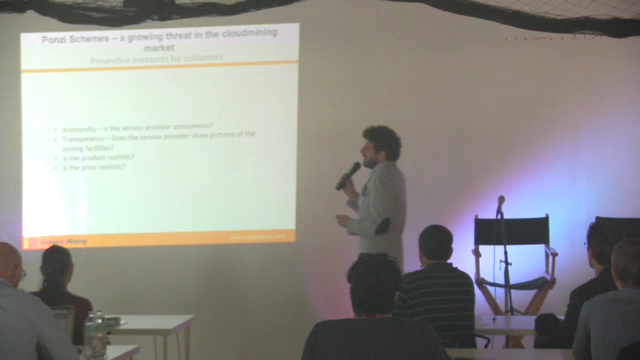 Ponzi Schemes – a growing threat in the cloudmining
market
Preventive measures for customers
• Anonymity – Is the service provider anonymous?
• Transparency – Does the service provider show pictures of the
mining facilities?
• Is the product realistic?
• Is the price realistic?
Mining